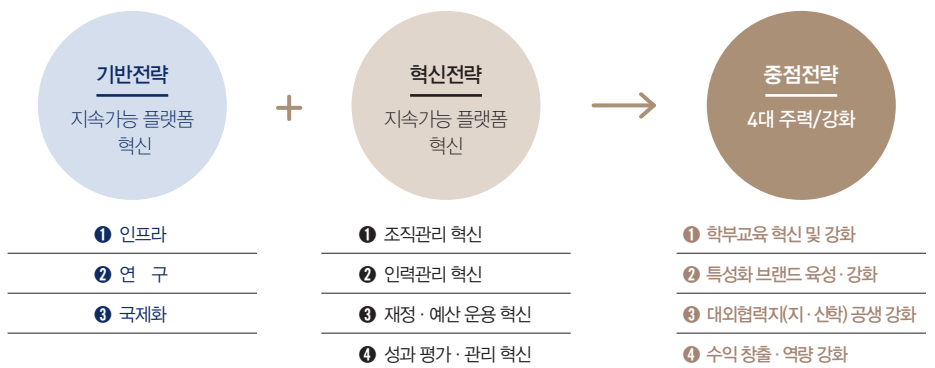 기반전략
지속가능 플랫폼
혁신
+
혁신전략
지속가능 플랫폼
혁신
→
중점전략
4대 주력/강화
❶ 인프라
❷ 연 구
❸ 국제화
❶ 조직관리 혁신
❷ 인력관리 혁신
❸ 재정 · 예산 운용 혁신
❹ 성과 평가 · 관리 혁신
❶ 학부교육 혁신 및 강화
❷ 특성화 브랜드 육성 · 강화
❸ 대외협력지(지 · 산학) 공생 강화
❹ 수익 창출 · 역량 강화